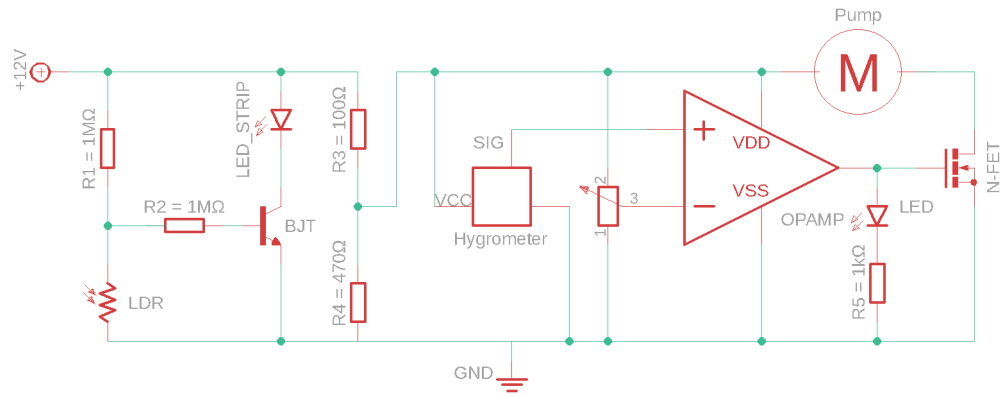 Pump
M
+12V
R1 = 1MΩ
LED_STRIP
R3 = 100Ω
SIG
+
VDD
N-FET
VCC
VSS
2
3
1
R2 = 1MΩ
BJT
Hygrometer
−
OPAMP
LED
LDR
R4 = 470Ω
R5 = 1kΩ
GND